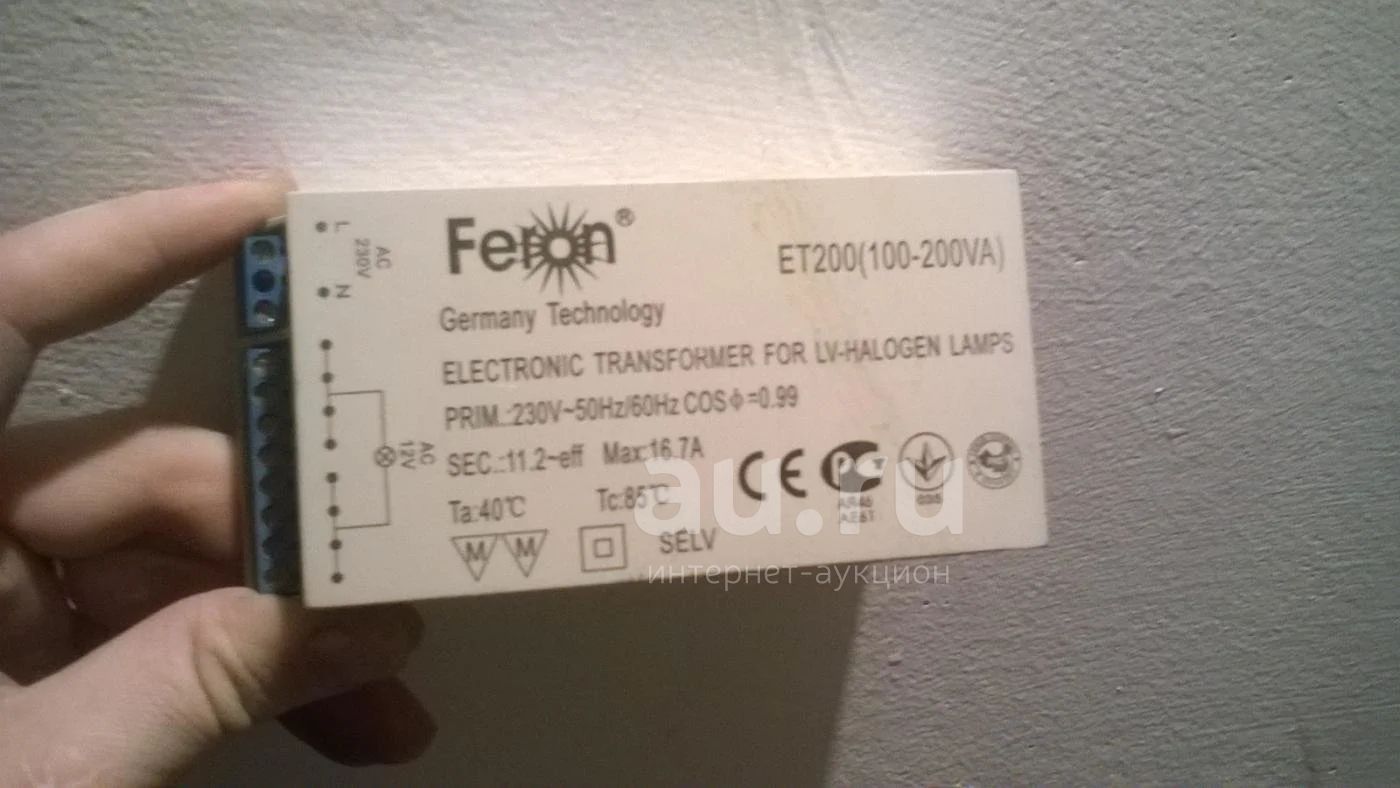 L
AC
230V
N
AC
12V
Feron®
ET200(100-200VA)
Germany Technology
ELECTRONIC TRANSFORMER FOR LV-HALOGEN LAMPS
PRIM.:230V~50Hz/60Hz COSφ=0.99
SEC.:11.2~eff Max:16.7A
Ta:40℃ Tc:85℃
M M SELV
CE
au.ru
интернет-аукцион